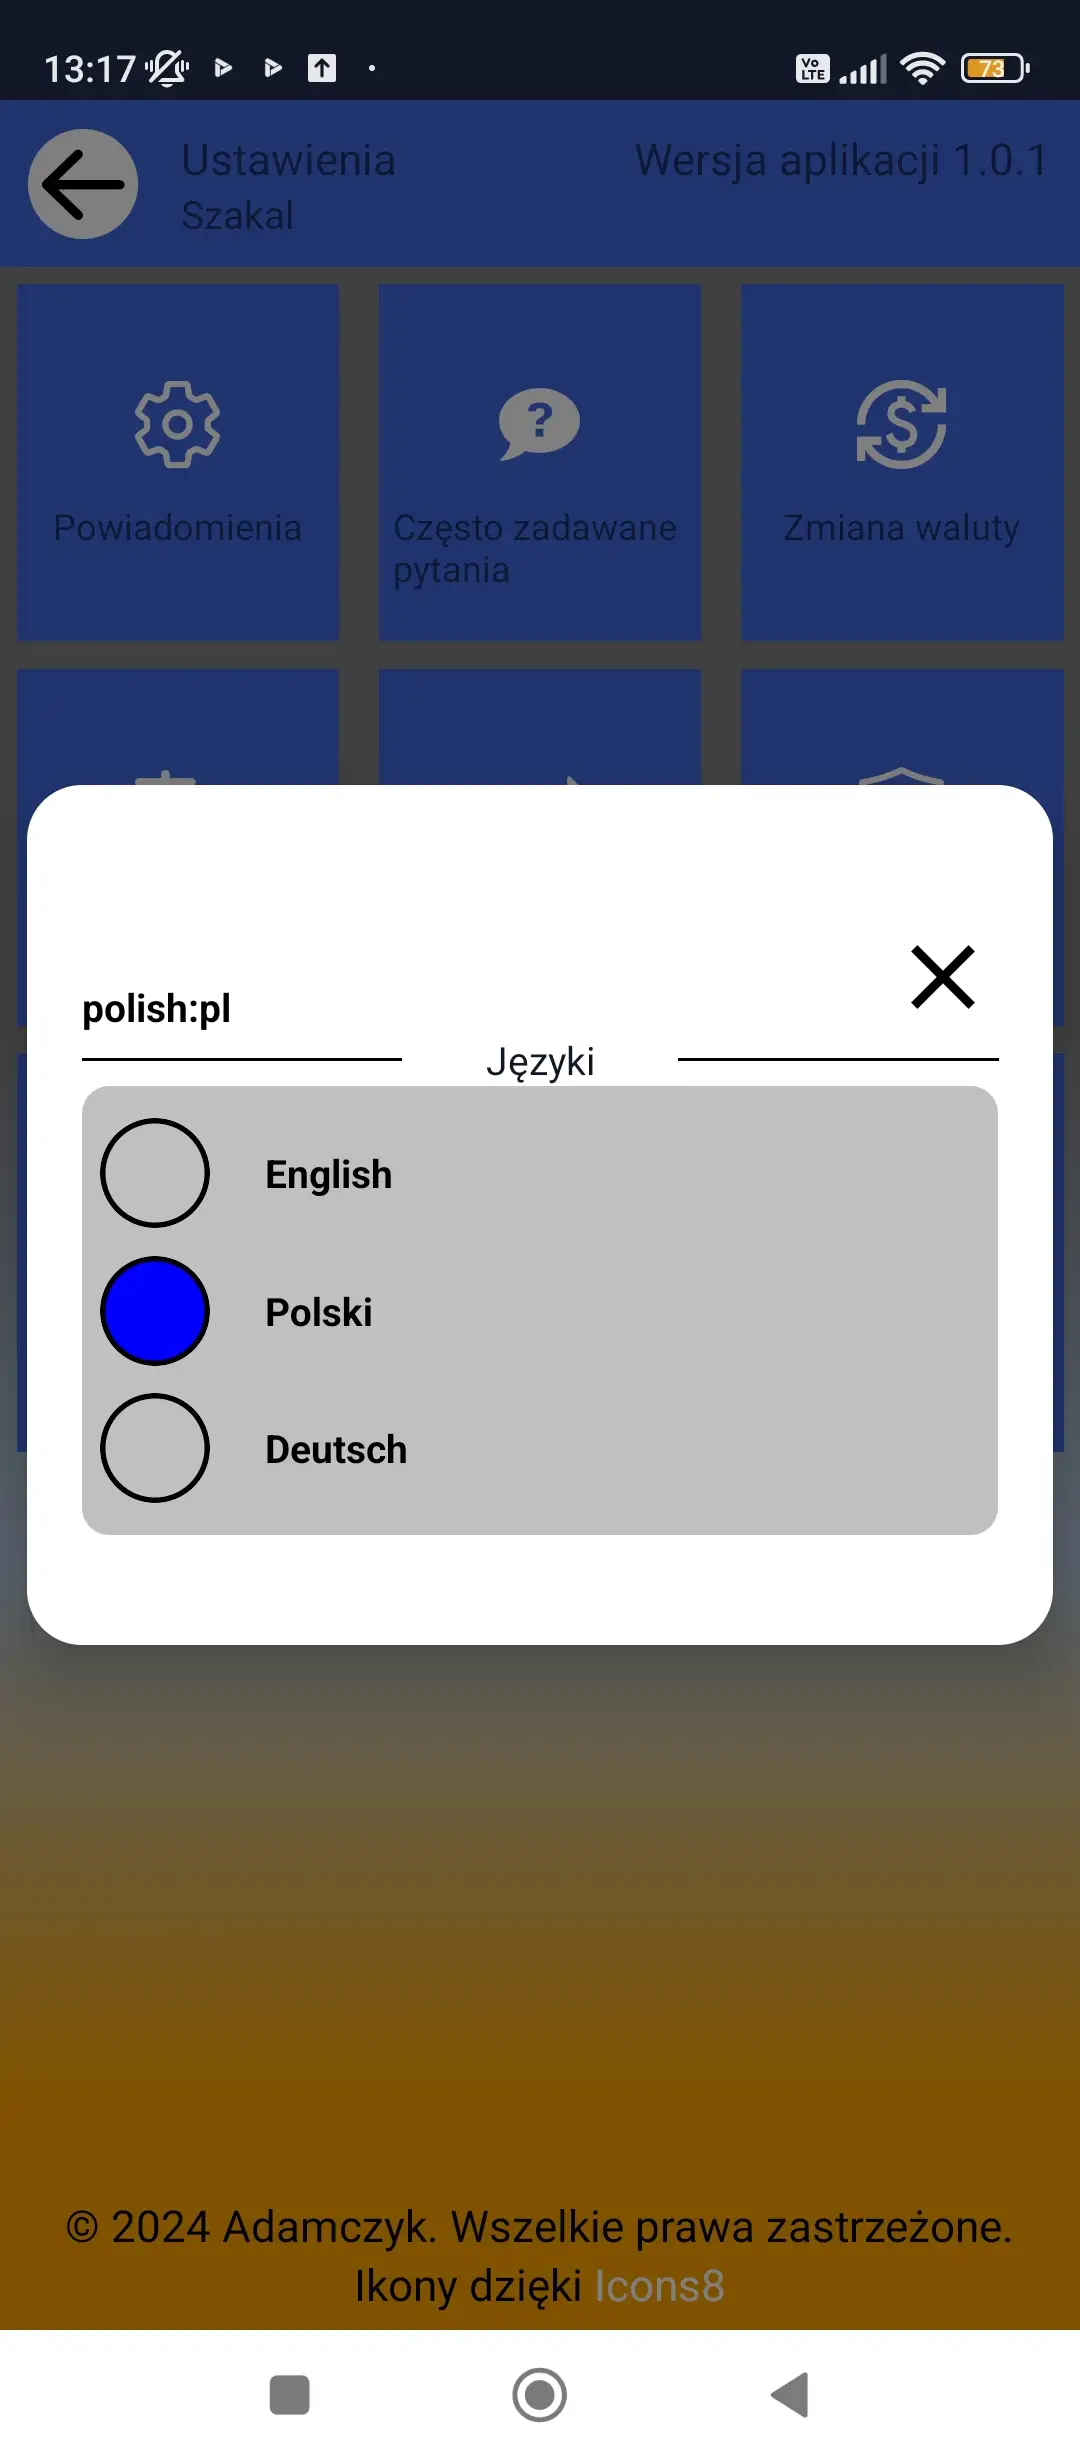 13:17
Vo LTE
73
Ustawienia
Wersja aplikacji 1.0.1
Szakal
Powiadomienia
Często zadawane
pytania
Zmiana waluty
polish:pl
Języki
English
Polski
Deutsch
© 2024 Adamczyk. Wszelkie prawa zastrzeżone.
Ikony dzięki Icons8